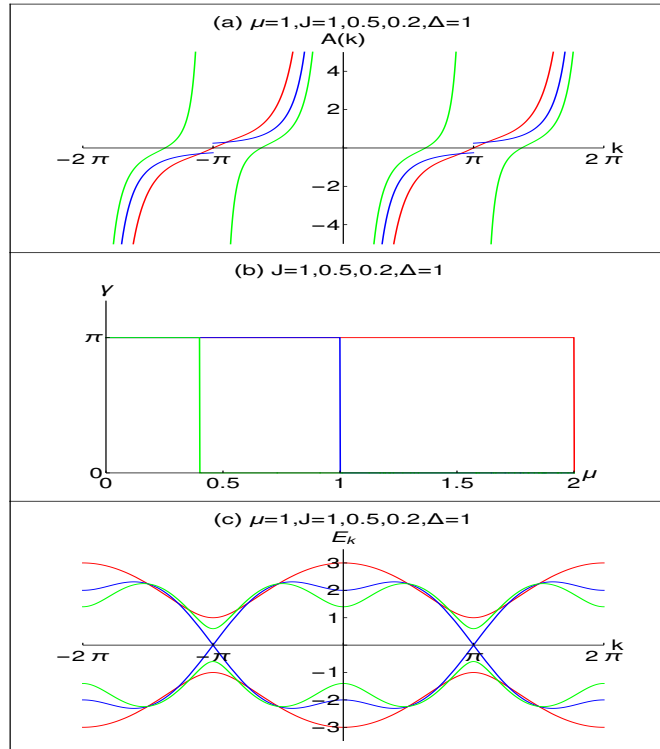 (a) μ=1,J=1,0.5,0.2,Δ=1
A(k)
4
2
−2 π
−π
π
2 π
k
−2
−4
(b) J=1,0.5,0.2,Δ=1
γ
π
0
0
0.5
1
1.5
2
μ
(c) μ=1,J=1,0.5,0.2,Δ=1
E_k
3
2
1
−2 π
−π
π
2 π
k
−1
−2
−3